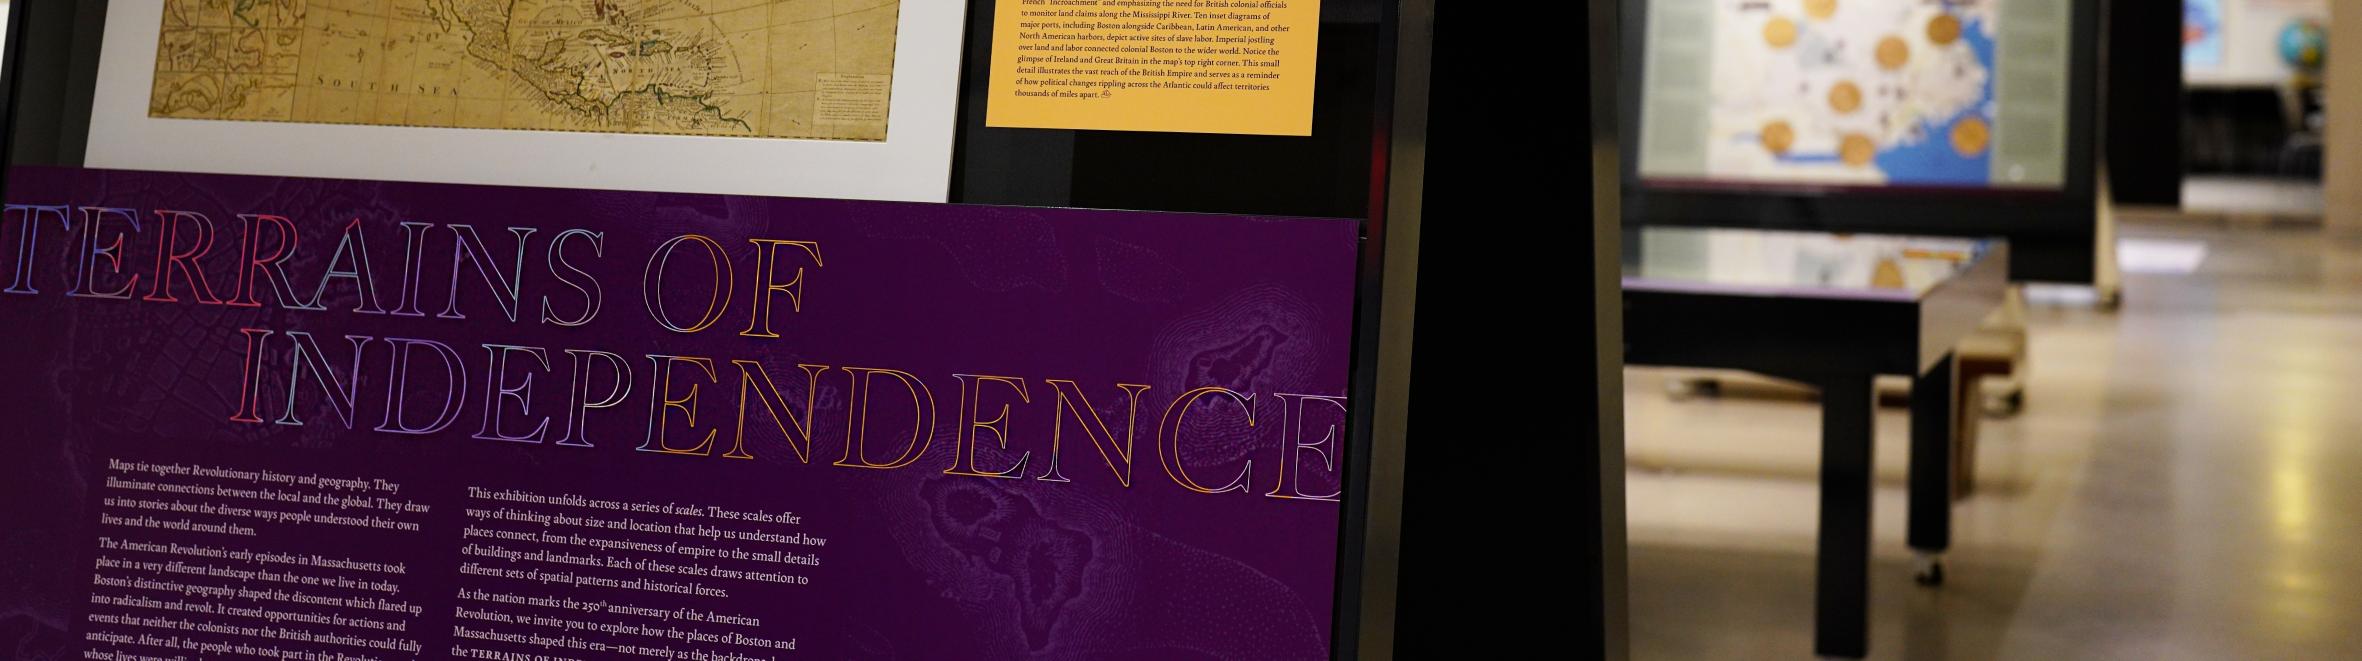 SOUTH SEA
French "Incroachment" and emphasizing the need for British colonial officials
to monitor land claims along the Mississippi River. Ten inset diagrams of
major ports, including Boston alongside Caribbean, Latin American, and other
North American harbors, depict active sites of slave labor. Imperial jostling
over land and labor connected colonial Boston to the wider world. Notice the
glimpse of Ireland and Great Britain in the map's top right corner. This small
detail illustrates the vast reach of the British Empire and serves as a reminder
of how political changes rippling across the Atlantic could affect territories
thousands of miles apart.
TERRAINS OF
INDEPENDENCE
Maps tie together Revolutionary history and geography. They
illuminate connections between the local and the global. They draw
us into stories about the diverse ways people understood their own
lives and the world around them.
The American Revolution's early episodes in Massachusetts took
place in a very different landscape than the one we live in today.
Boston's distinctive geography shaped the discontent which flared up
into radicalism and revolt. It created opportunities for actions and
events that neither the colonists nor the British authorities could fully
anticipate. After all, the people who took part in the
whose lives were
This exhibition unfolds across a series of scales. These scales offer
ways of thinking about size and location that help us understand how
places connect, from the expansiveness of empire to the small details
of buildings and landmarks. Each of these scales draws attention to
different sets of spatial patterns and historical forces.
As the nation marks the 250th anniversary of the American
Revolution, we invite you to explore how the places of Boston and
Massachusetts shaped this era—not merely as the
the TERRAINS OF